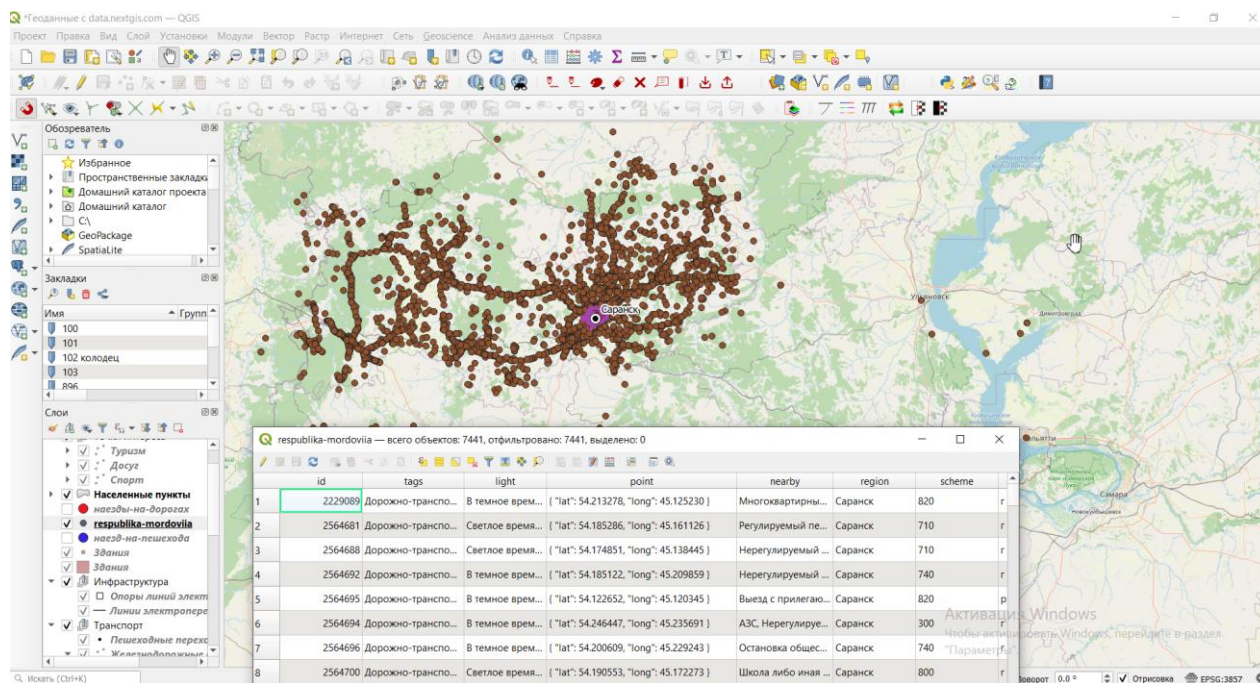 *Геоданные с data.nextgis.com — QGIS
Проект Правка Вид Слой Установки Модули Вектор Растр Интернет Сеть Geoscience Анализ данных Справка
Обозреватель
Избранное
Пространственные закладки
Домашний каталог проекта
Домашний каталог
C:\
GeoPackage
SpatiaLite
Закладки
Имя Групп
100
101
102 колодец
103
896
Слои
Туризм
Досуг
Спорт
Населенные пункты
наезды-на-дорогах
respublika-mordoviia
наезд-на-пешехода
Здания
Здания
Инфраструктура
Опоры линий элект
Линии электропере
Транспорт
Пешеходные перехо
Железнодорожные
Искать (Ctrl+K)
Саранск
Ульяновск
Димитровград
Тольятти
Самара
Новокуйбышевск
respublika-mordoviia — всего объектов: 7441, отфильтровано: 7441, выделено: 0
id tags light point nearby region scheme
1 2229089 Дорожно-транспо... В темное врем... { "lat": 54.213278, "long": 45.125230 } Многоквартирны... Саранск 820 г
2 2564681 Дорожно-транспо... Светлое время... { "lat": 54.185286, "long": 45.161126 } Регулируемый пе... Саранск 710 г
3 2564688 Дорожно-транспо... Светлое время... { "lat": 54.174851, "long": 45.138445 } Нерегулируемый ... Саранск 710 г
4 2564692 Дорожно-транспо... В темное врем... { "lat": 54.185122, "long": 45.209859 } Нерегулируемый ... Саранск 740 г
5 2564695 Дорожно-транспо... В темное врем... { "lat": 54.122652, "long": 45.120345 } Выезд с прилегаю... Саранск 820 р
6 2564694 Дорожно-транспо... В темное врем... { "lat": 54.246447, "long": 45.235691 } АЗС, Нерегулируе... Саранск 300 г
7 2564696 Дорожно-транспо... В темное врем... { "lat": 54.200609, "long": 45.229243 } Остановка общес... Саранск 740 г
8 2564700 Дорожно-транспо... Светлое время... { "lat": 54.190553, "long": 45.172273 } Школа либо иная ... Саранск 800 г
Активация Windows
Чтобы активировать Windows, перейдите в раздел
"Параметры".
Поворот 0.0 ° Отрисовка EPSG:3857